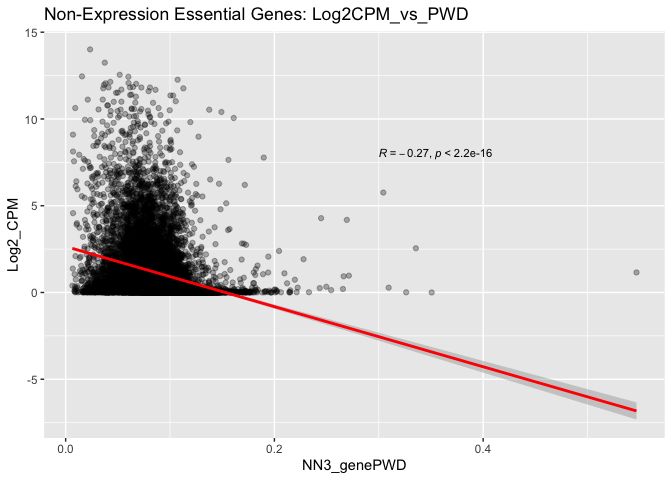 Non-Expression Essential Genes: Log2CPM_vs_PWD
15
10
5
0
-5
Log2_CPM
R = − 0.27, p < 2.2e-16
0.0
0.2
0.4
NN3_genePWD